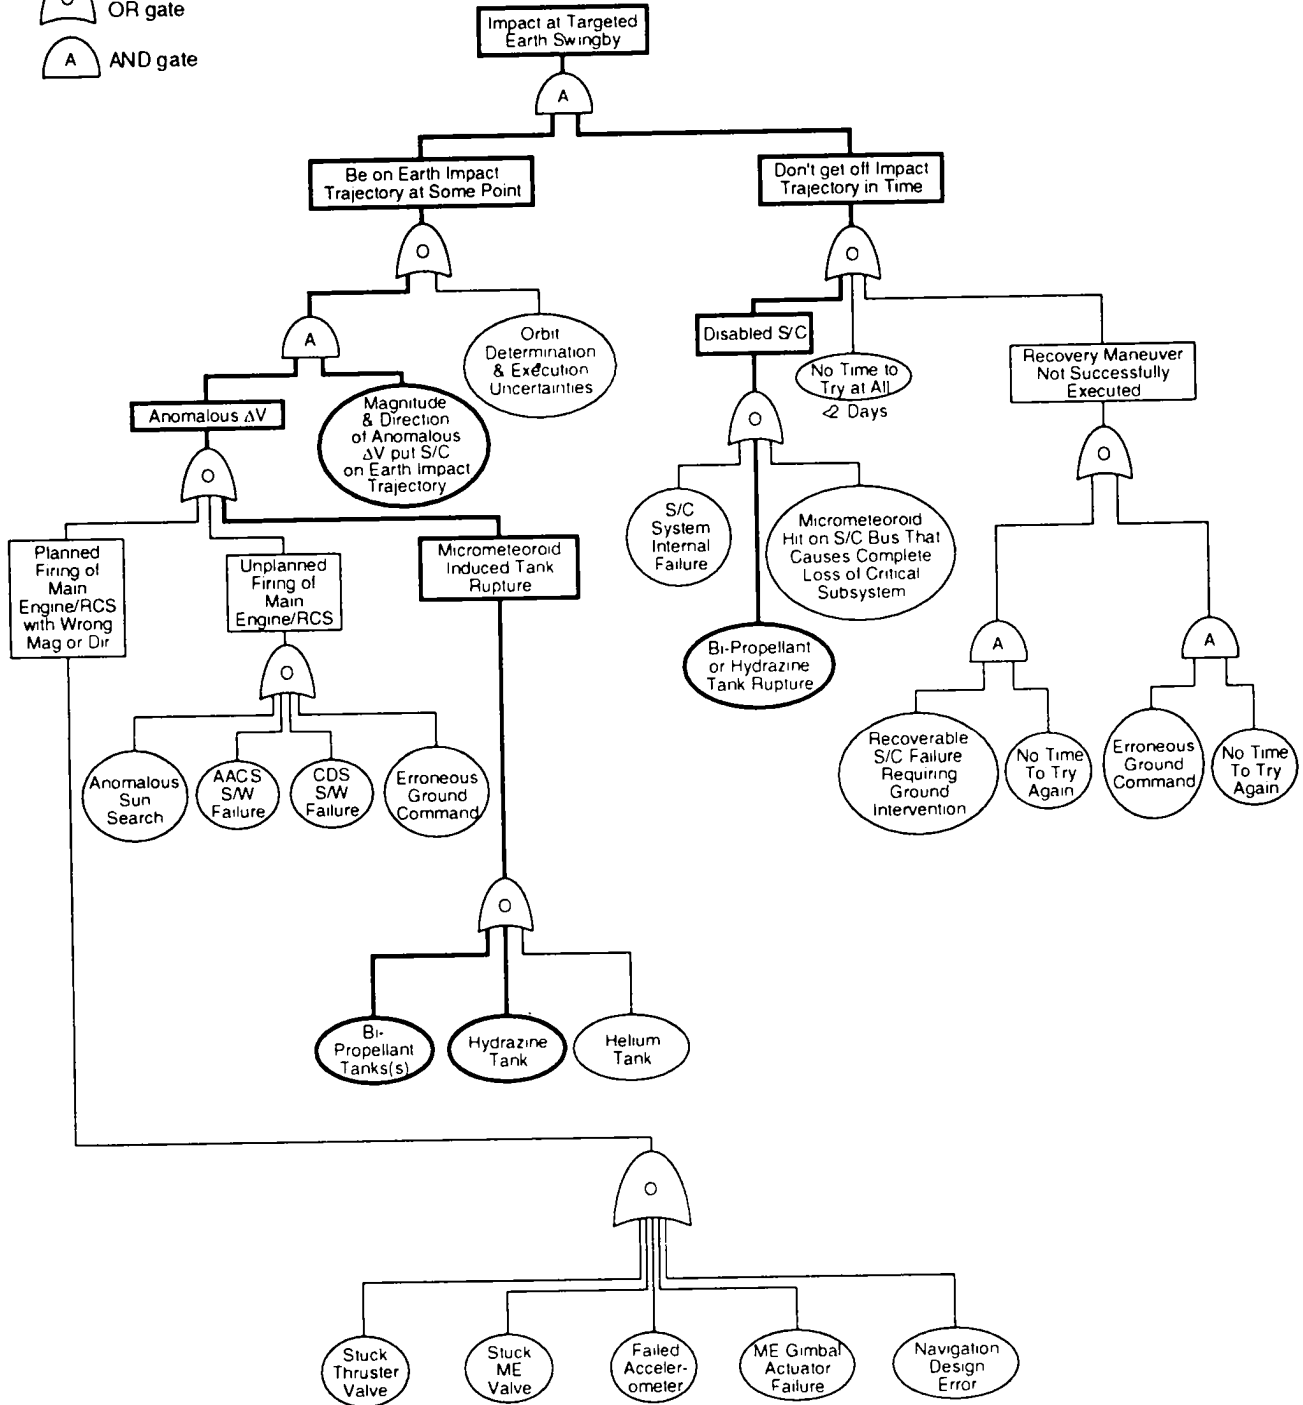 O
OR gate
A
AND gate
Impact at Targeted
Earth Swingby
A
Be on Earth Impact
Trajectory at Some Point
Don't get off Impact
Trajectory in Time
O
O
A
Orbit
Determination
& Execution
Uncertainties
Disabled S/C
No Time to
Try at All
<2 Days
Recovery Maneuver
Not Successfully
Executed
Anomalous ΔV
Magnitude
& Direction
of Anomalous
ΔV put S/C
on Earth Impact
Trajectory
O
O
O
S/C
System
Internal
Failure
Micrometeoroid
Hit on S/C Bus That
Causes Complete
Loss of Critical
Subsystem
Planned
Firing of
Main
Engine/RCS
with Wrong
Mag or Dir
Unplanned
Firing of
Main
Engine/RCS
Micrometeoroid
Induced Tank
Rupture
Bi-Propellant
or Hydrazine
Tank Rupture
A
A
O
Anomalous
Sun
Search
AACS
S/W
Failure
CDS
S/W
Failure
Erroneous
Ground
Command
Recoverable
S/C Failure
Requiring
Ground
Intervention
No Time
To Try
Again
Erroneous
Ground
Command
No Time
To Try
Again
O
Bi-
Propellant
Tanks(s)
Hydrazine
Tank
Helium
Tank
O
Stuck
Thruster
Valve
Stuck
ME
Valve
Failed
Acceler-
ometer
ME Gimbal
Actuator
Failure
Navigation
Design
Error